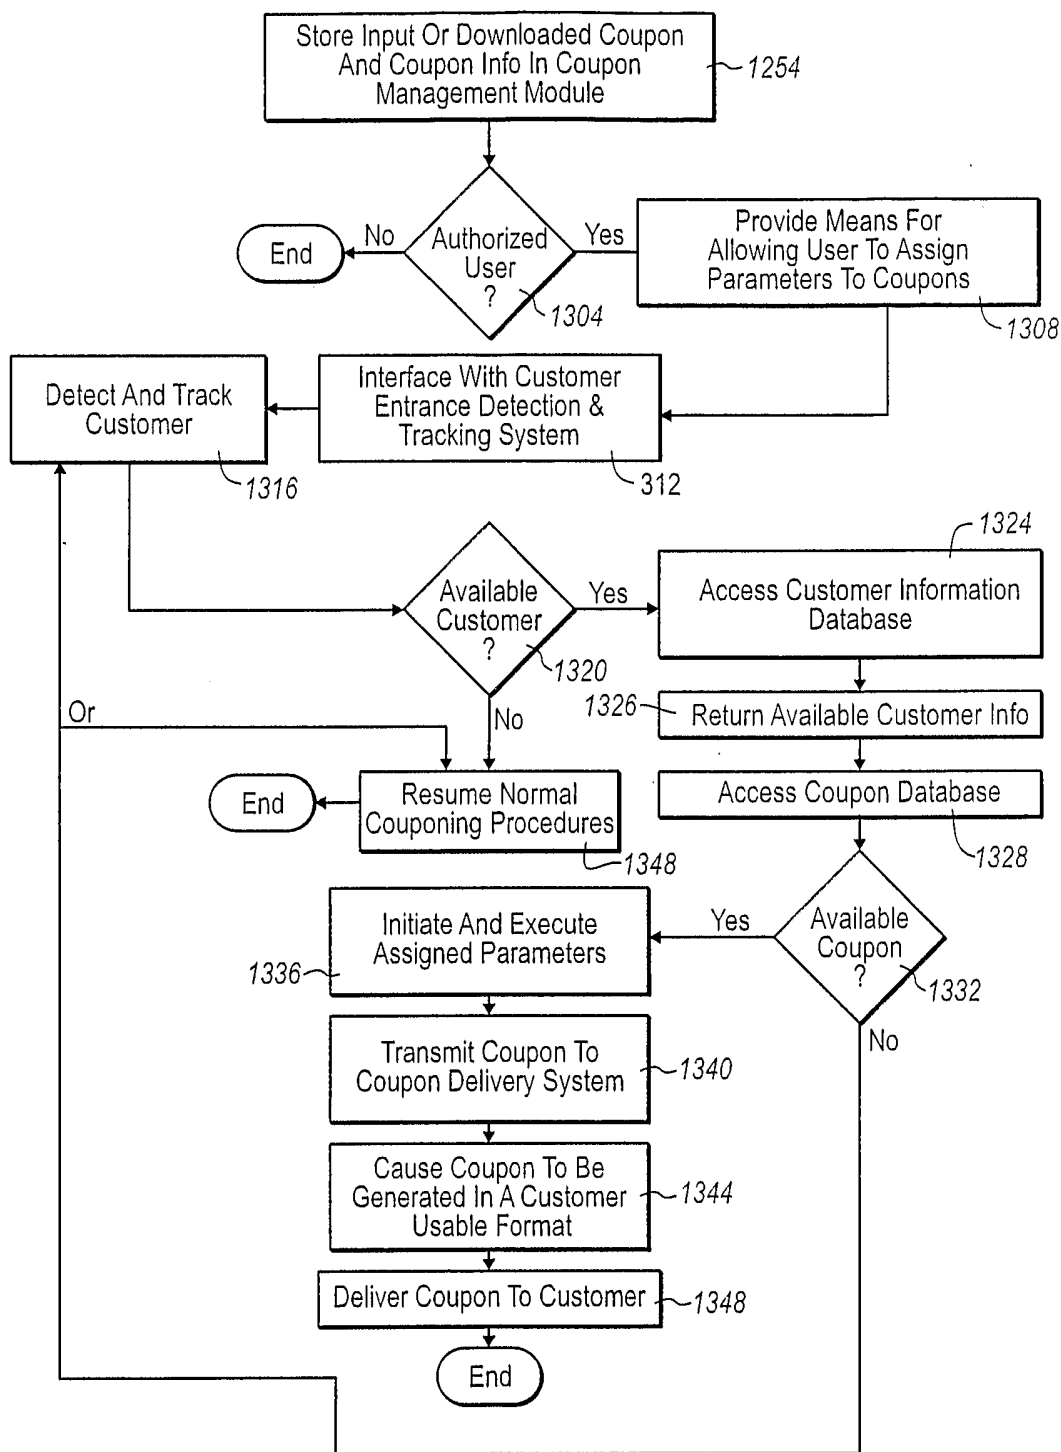 Store Input Or Downloaded Coupon
And Coupon Info In Coupon
Management Module
1254
Authorized
User
?
1304
No
End
Yes
Provide Means For
Allowing User To Assign
Parameters To Coupons
1308
Interface With Customer
Entrance Detection &
Tracking System
312
Detect And Track
Customer
1316
Available
Customer
?
1320
Yes
1324
Access Customer Information
Database
1326
Return Available Customer Info
Access Coupon Database
1328
No
Or
Resume Normal
Couponing Procedures
1348
End
Available
Coupon
?
1332
Yes
No
Initiate And Execute
Assigned Parameters
1336
Transmit Coupon To
Coupon Delivery System
1340
Cause Coupon To Be
Generated In A Customer
Usable Format
1344
Deliver Coupon To Customer
1348
End